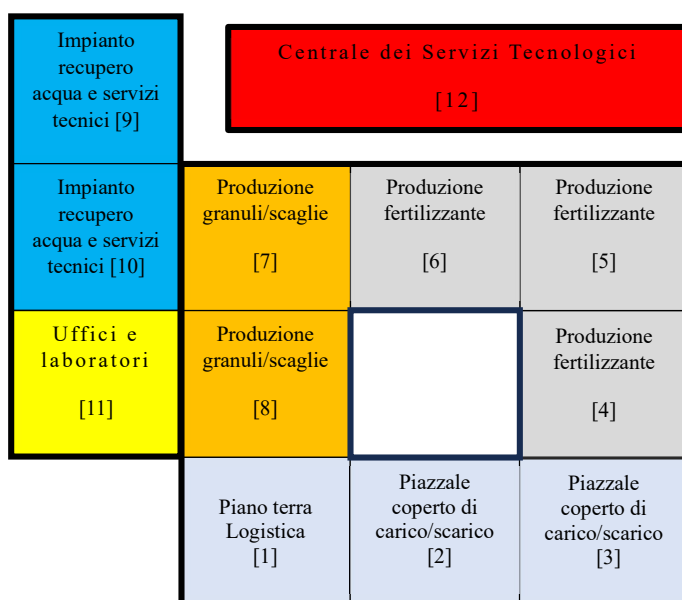 Impianto
recupero
acqua e servizi
tecnici [9]
Centrale dei Servizi Tecnologici
[12]
Impianto
recupero
acqua e servizi
tecnici [10]
Produzione
granuli/scaglie
[7]
Produzione
fertilizzante
[6]
Produzione
fertilizzante
[5]
Uffici e
laboratori
[11]
Produzione
granuli/scaglie
[8]
Produzione
fertilizzante
[4]
Piano terra
Logistica
[1]
Piazzale
coperto di
carico/scarico
[2]
Piazzale
coperto di
carico/scarico
[3]